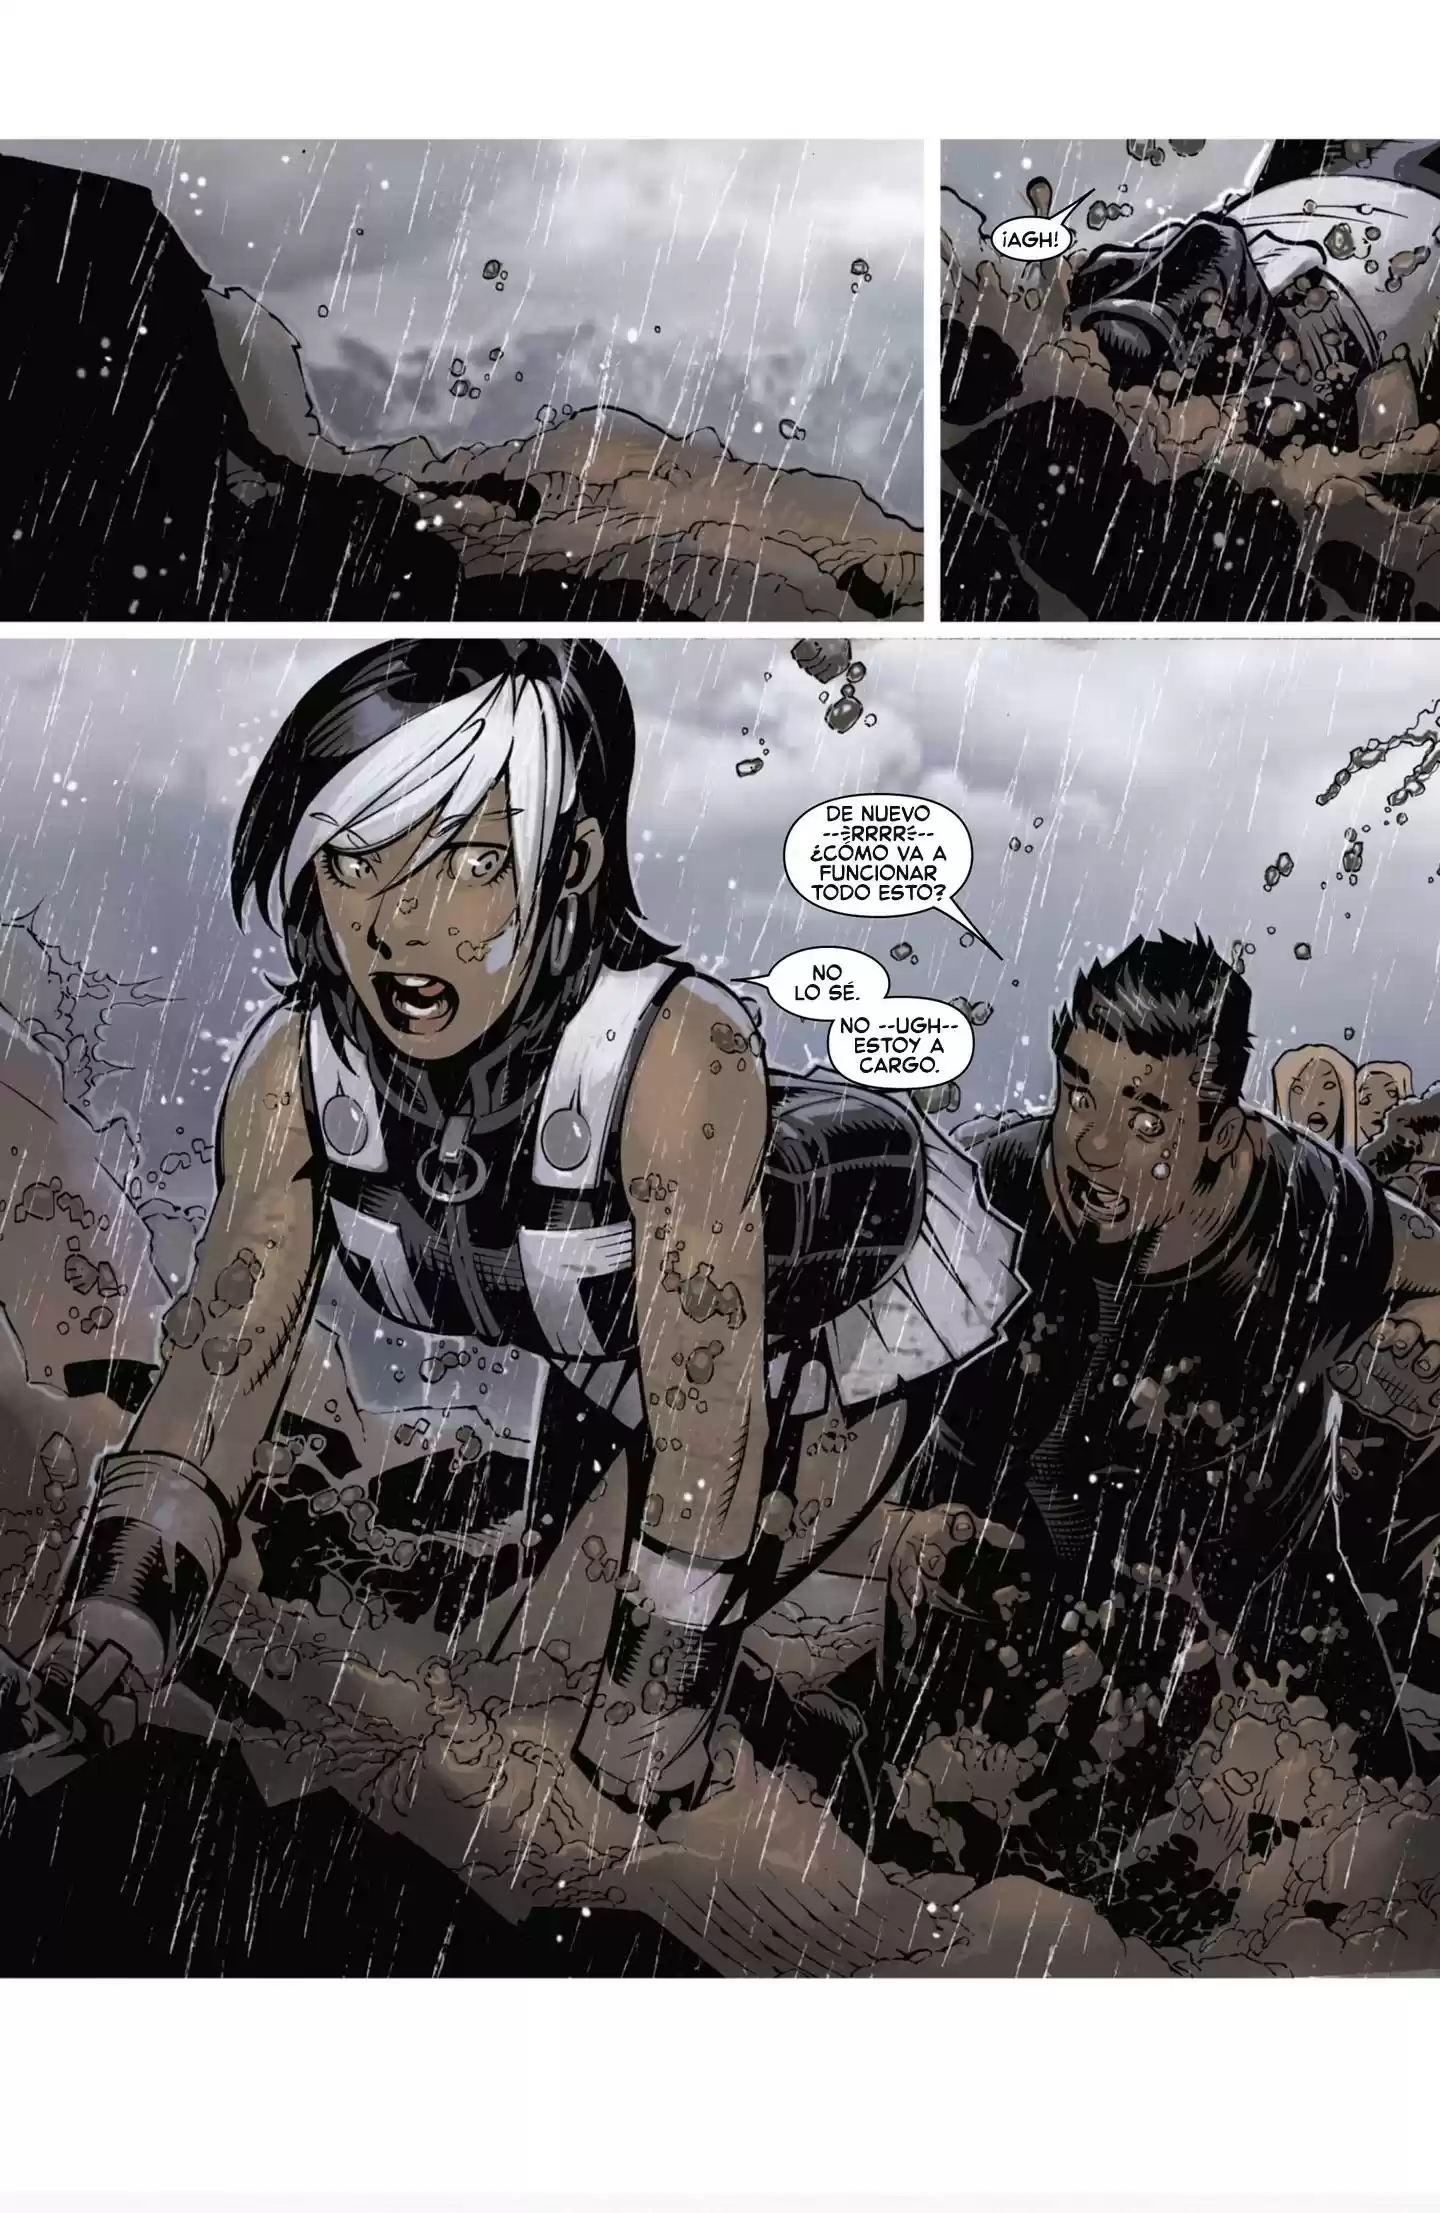 ¡AGH!
DE NUEVO
--RRRR--
¿CÓMO VA A
FUNCIONAR
TODO ESTO?
NO
LO SÉ.
NO --UGH--
ESTOY A
CARGO.